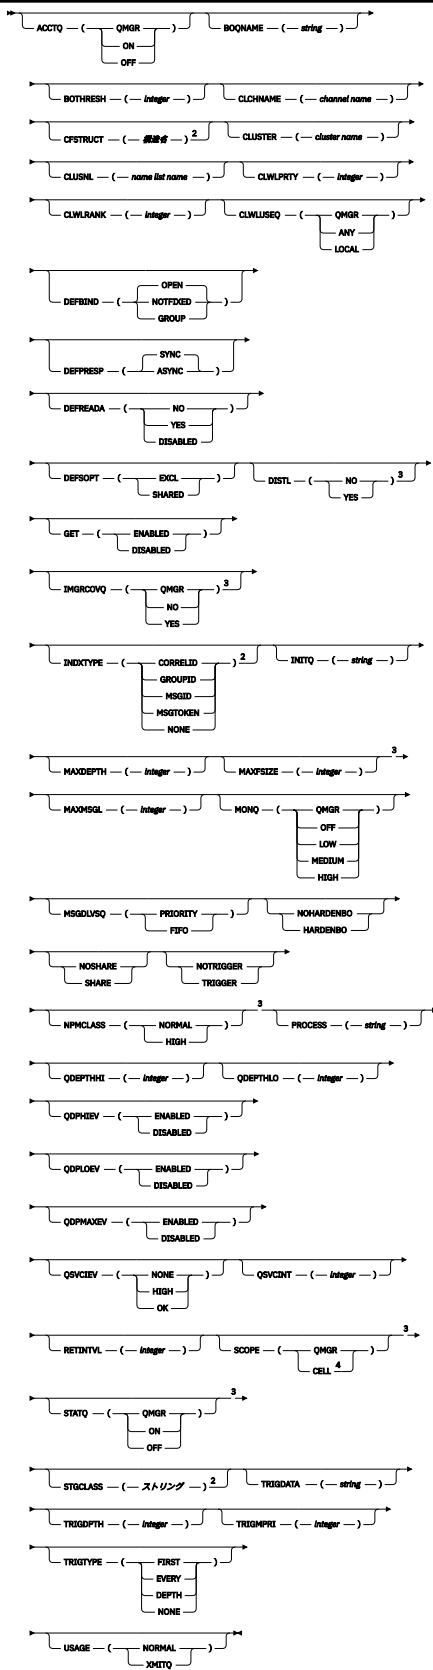 ACCTQ ( QMGR ) BOQNAME ( string )
ON
OFF
BOTHRESH ( integer ) CLCHNAME ( channel name )
CFSTRUCT ( 構造名 ) 2 CLUSTER ( cluster name )
CLUSNL ( name list name ) CLWLPRTY ( integer )
CLWLRANK ( integer ) CLWLUSEQ ( QMGR )
ANY
LOCAL
OPEN
DEFBIND ( NOTFIXED )
GROUP
SYNC
DEFPRESP ( ASYNC )
DEFREADA ( NO )
YES
DISABLED
DEFSOPT ( EXCL ) DISTL ( NO ) 3
SHARED YES
GET ( ENABLED )
DISABLED
IMGRCOVQ ( QMGR ) 3
NO
YES
INDXTYPE ( CORRELID ) 2 INITQ ( string )
GROUPID
MSGID
MSGTOKEN
NONE
MAXDEPTH ( integer ) MAXFSIZE ( integer ) 3
MAXMSGL ( integer ) MONQ ( QMGR )
OFF
LOW
MEDIUM
HIGH
MSGDLVSQ ( PRIORITY ) NOHARDENBO
FIFO HARDENBO
NOSHARE NOTRIGGER
SHARE TRIGGER
NPMCLASS ( NORMAL ) 3 PROCESS ( string )
HIGH
QDEPTHHI ( integer ) QDEPTHLO ( integer )
QDPHIEV ( ENABLED )
DISABLED
QDPLOEV ( ENABLED )
DISABLED
QDPMAXEV ( ENABLED )
DISABLED
QSVCIEV ( NONE ) QSVCINT ( integer )
HIGH
OK
RETINTVL ( integer ) SCOPE ( QMGR ) 3
CELL 4
STATQ ( QMGR ) 3
ON
OFF
STGCLASS ( ストリング ) 2 TRIGDATA ( string )
TRIGDPTH ( integer ) TRIGMPRI ( integer )
TRIGTYPE ( FIRST )
EVERY
DEPTH
NONE
USAGE ( NORMAL )
XMITQ